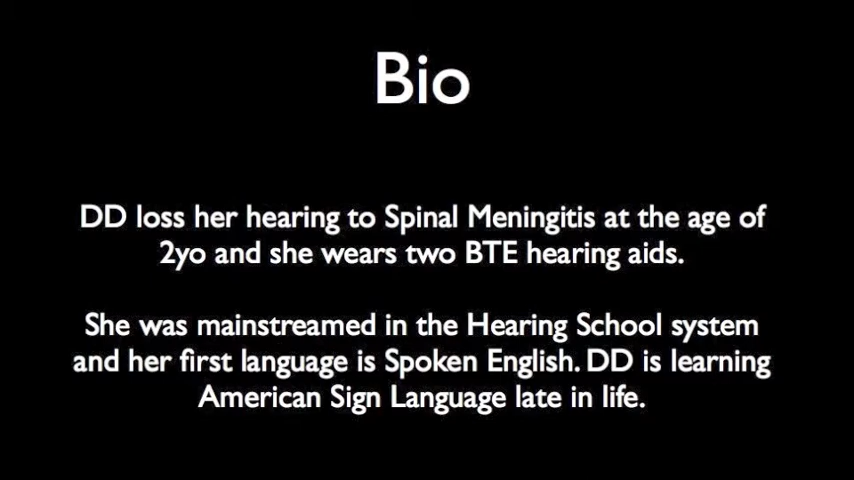 Bio
DD loss her hearing to Spinal Meningitis at the age of
2yo and she wears two BTE hearing aids.
She was mainstreamed in the Hearing School system
and her first language is Spoken English. DD is learning
American Sign Language late in life.